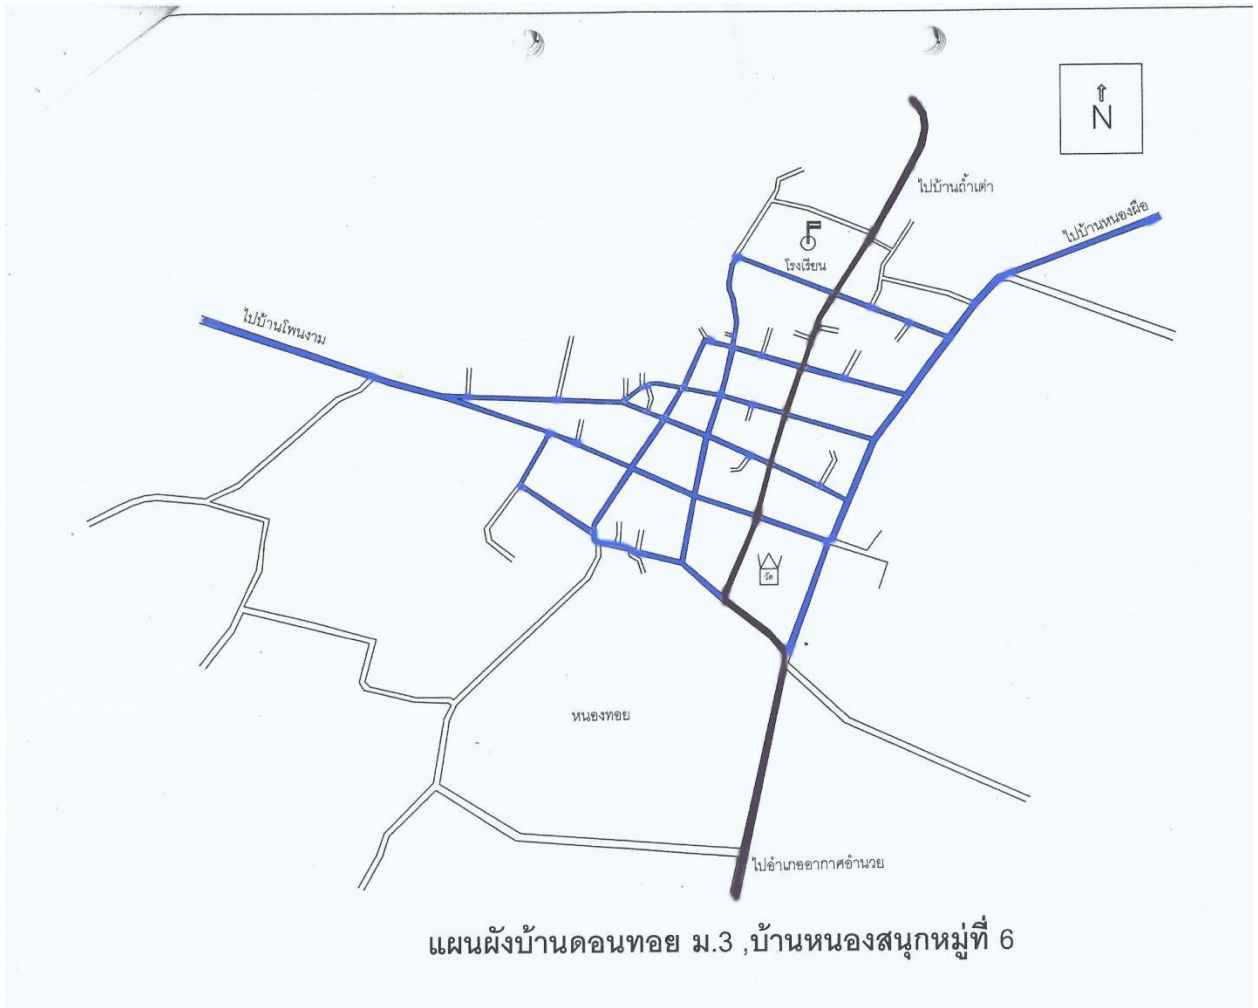 N
ไปบ้านถ้ำเต่า
ไปบ้านหนองผือ
โรงเรียน
ไปบ้านโพนงาม
วัด
หนองทอย
ไปอำเภออากาศอำนวย
แผนผังบ้านดอนทอย ม.3 ,บ้านหนองสนุกหมู่ที่ 6